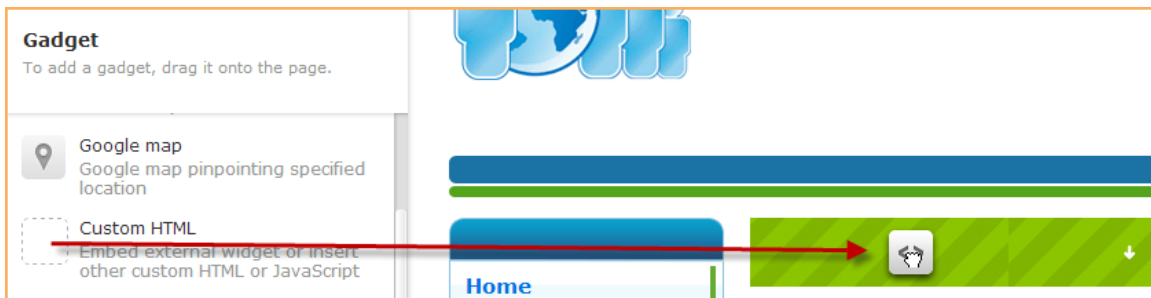 Gadget
To add a gadget, drag it onto the page.
Google map
Google map pinpointing specified
location
Custom HTML
Embed external widget or insert
other custom HTML or JavaScript
Home